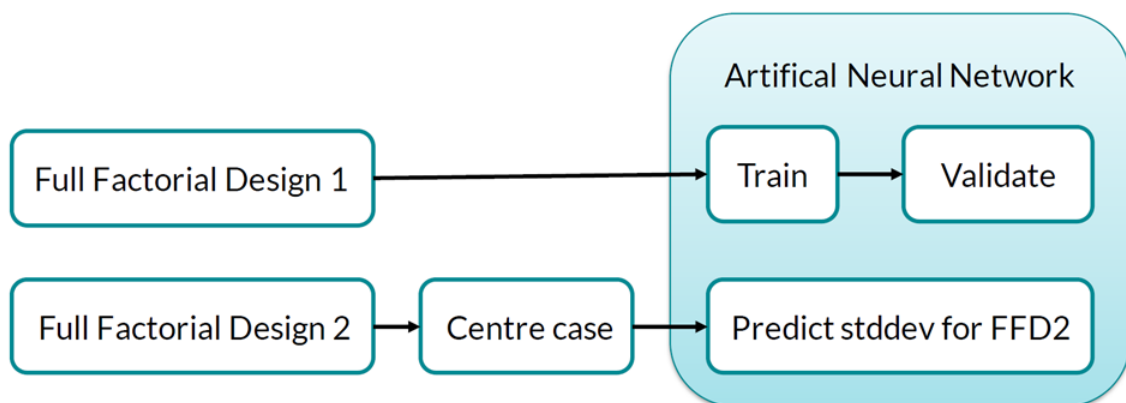 Artifical Neural Network
Full Factorial Design 1
Train
Validate
Full Factorial Design 2
Centre case
Predict stddev for FFD2